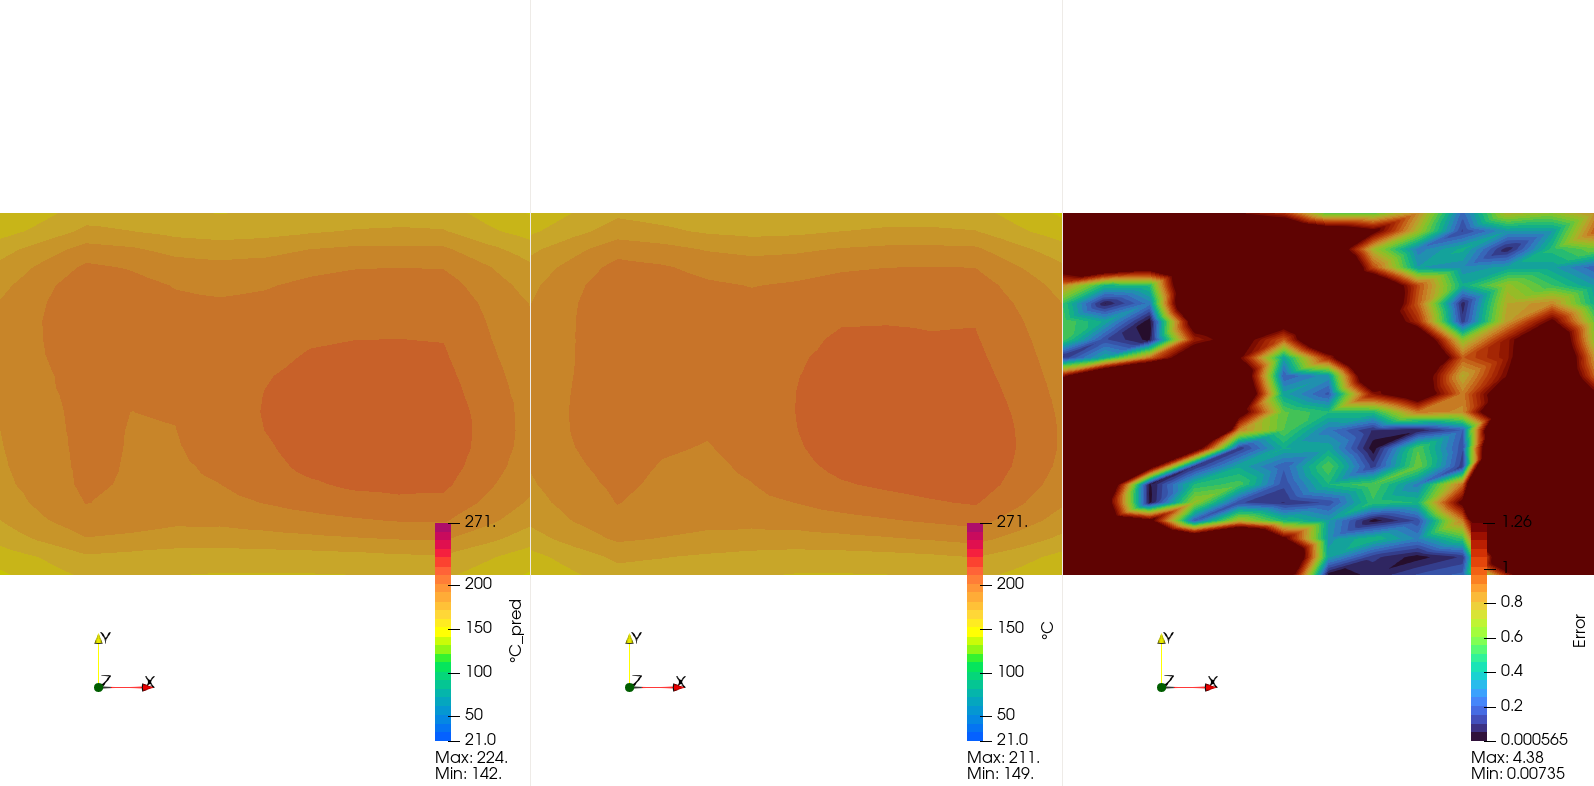 271.
200
150
100
50
21.0
°C_pred
Max: 224.
Min: 142.
Y
Z
X
271.
200
150
100
50
21.0
°C
Max: 211.
Min: 149.
Y
Z
X
1.26
1
0.8
0.6
0.4
0.2
0.000565
Error
Max: 4.38
Min: 0.00735
Y
Z
X